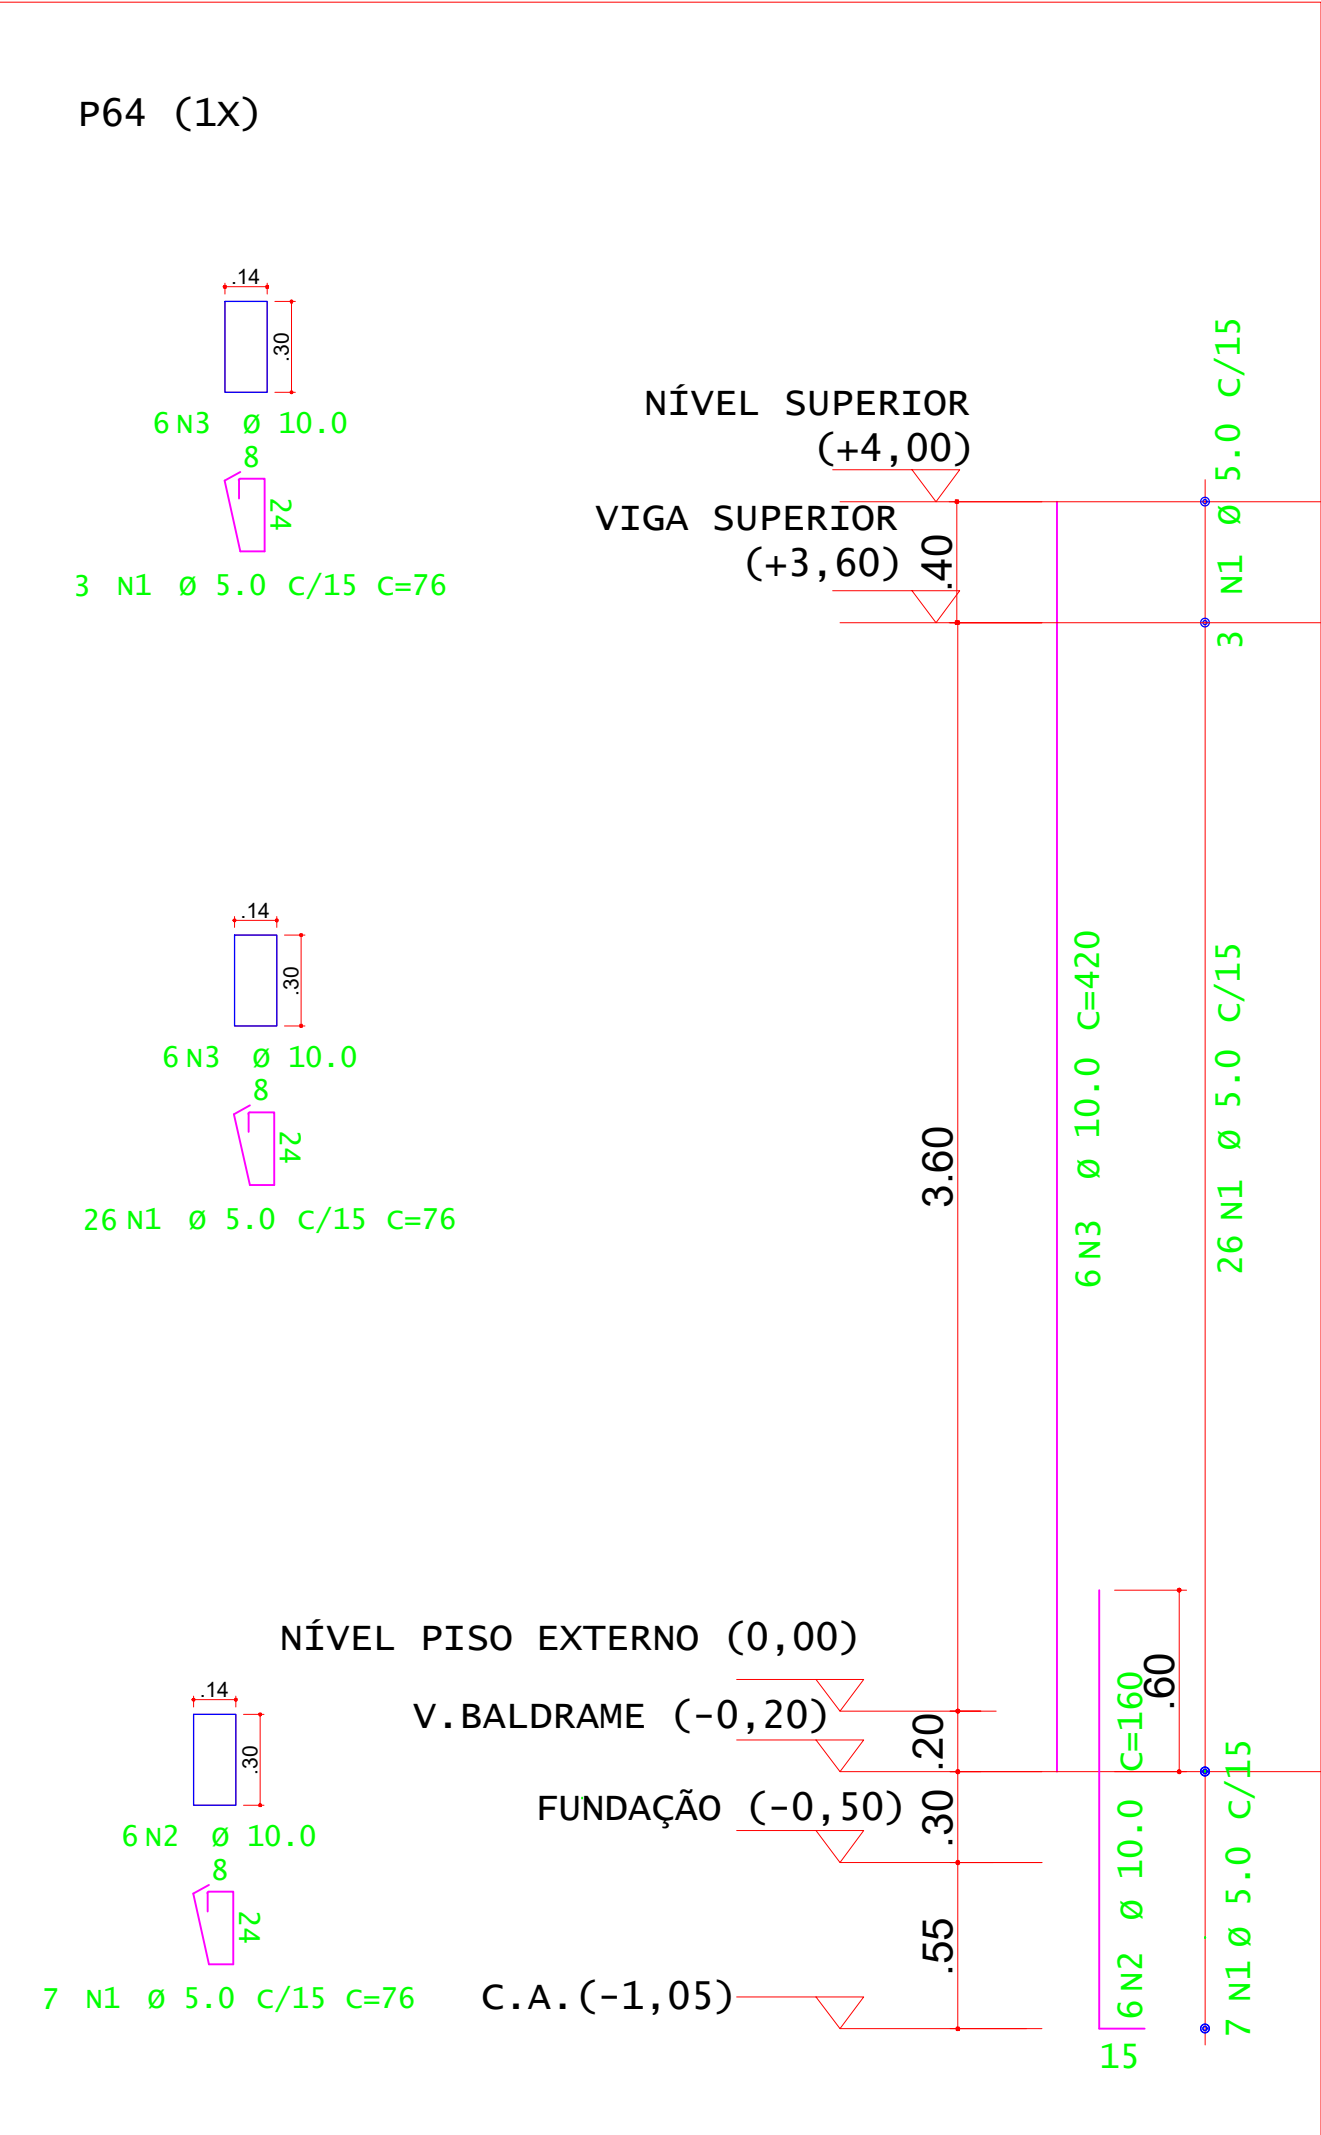 P64 (1X)
.14
.30
6 N3 Ø 10.0
8
24
3 N1 Ø 5.0 C/15 C=76
NÍVEL SUPERIOR
(+4,00)
VIGA SUPERIOR
(+3,60)
.40
3 N1 Ø 5.0 C/15
.14
.30
6 N3 Ø 10.0
8
24
26 N1 Ø 5.0 C/15 C=76
3.60
6 N3 Ø 10.0 C=420
26 N1 Ø 5.0 C/15
NÍVEL PISO EXTERNO (0,00)
V.BALDRAME (-0,20)
.20
FUNDAÇÃO (-0,50)
.30
.55
C.A.(-1,05)
.60
6 N2 Ø 10.0 C=160
15
7 N1 Ø 5.0 C/15
.14
.30
6 N2 Ø 10.0
8
24
7 N1 Ø 5.0 C/15 C=76